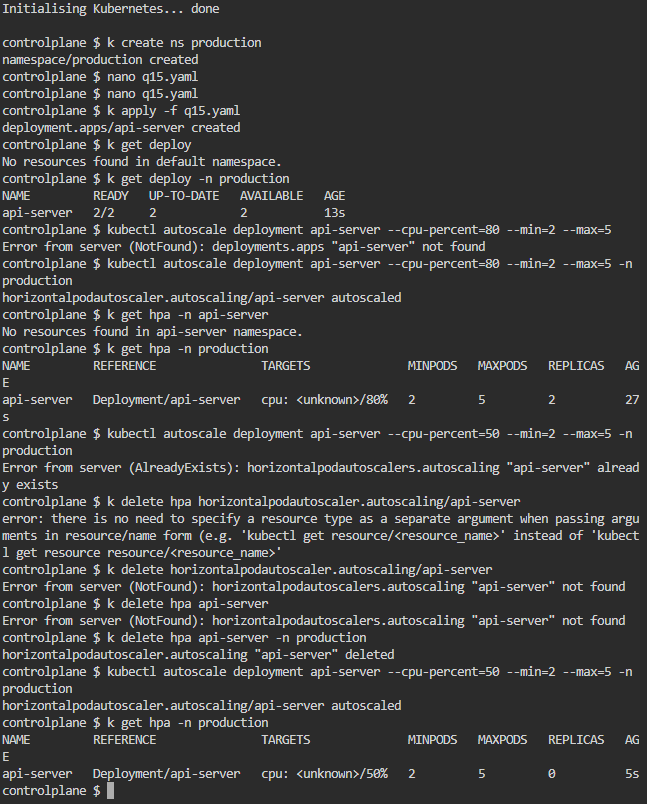 Initialising Kubernetes... done
controlplane $ k create ns production
namespace/production created
controlplane $ nano q15.yaml
controlplane $ nano q15.yaml
controlplane $ k apply -f q15.yaml
deployment.apps/api-server created
controlplane $ k get deploy
No resources found in default namespace.
controlplane $ k get deploy -n production
NAME         READY   UP-TO-DATE   AVAILABLE   AGE
api-server   2/2     2            2           13s
controlplane $ kubectl autoscale deployment api-server --cpu-percent=80 --min=2 --max=5
Error from server (NotFound): deployments.apps "api-server" not found
controlplane $ kubectl autoscale deployment api-server --cpu-percent=80 --min=2 --max=5 -n
production
horizontalpodautoscaler.autoscaling/api-server autoscaled
controlplane $ k get hpa -n api-server
No resources found in api-server namespace.
controlplane $ k get hpa -n production
NAME         REFERENCE               TARGETS              MINPODS   MAXPODS   REPLICAS   AG
E
api-server   Deployment/api-server   cpu: <unknown>/80%   2         5         2          27
s
controlplane $ kubectl autoscale deployment api-server --cpu-percent=50 --min=2 --max=5 -n
production
Error from server (AlreadyExists): horizontalpodautoscalers.autoscaling "api-server" alread
y exists
controlplane $ k delete hpa horizontalpodautoscaler.autoscaling/api-server
error: there is no need to specify a resource type as a separate argument when passing argu
ments in resource/name form (e.g. 'kubectl get resource/<resource_name>' instead of 'kubect
l get resource resource/<resource_name>'
controlplane $ k delete horizontalpodautoscaler.autoscaling/api-server
Error from server (NotFound): horizontalpodautoscalers.autoscaling "api-server" not found
controlplane $ k delete hpa api-server
Error from server (NotFound): horizontalpodautoscalers.autoscaling "api-server" not found
controlplane $ k delete hpa api-server -n production
horizontalpodautoscaler.autoscaling "api-server" deleted
controlplane $ kubectl autoscale deployment api-server --cpu-percent=50 --min=2 --max=5 -n
production
horizontalpodautoscaler.autoscaling/api-server autoscaled
controlplane $ k get hpa -n production
NAME         REFERENCE               TARGETS              MINPODS   MAXPODS   REPLICAS   AG
E
api-server   Deployment/api-server   cpu: <unknown>/50%   2         5         0          5s
controlplane $